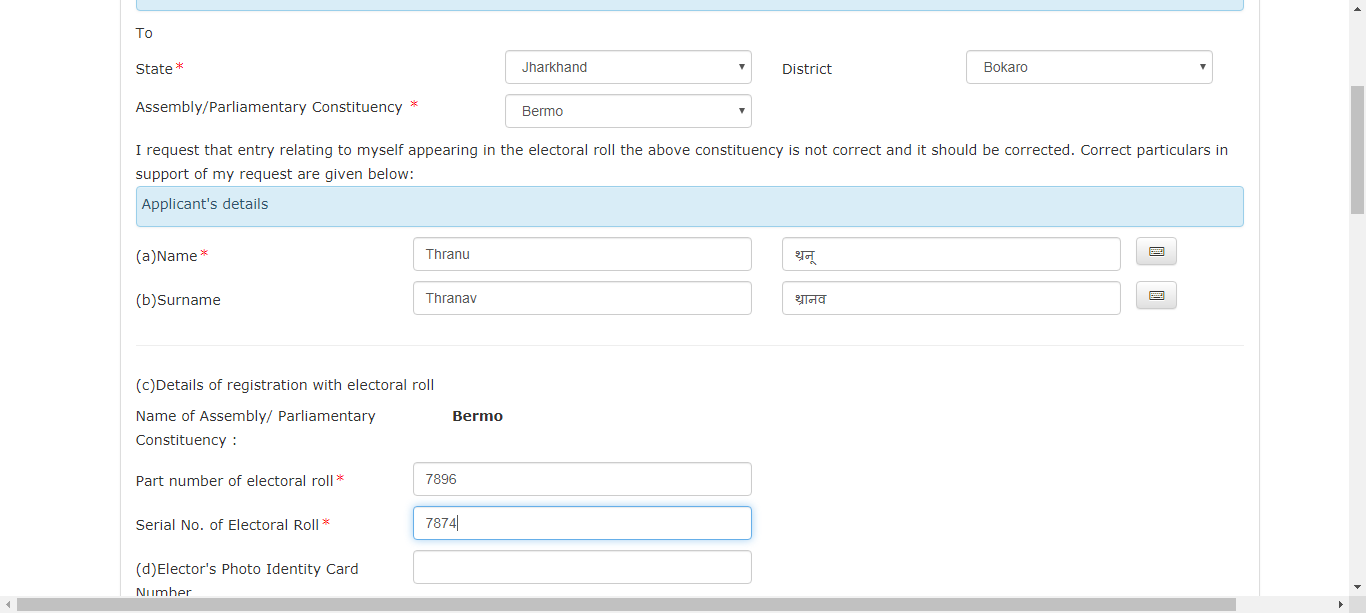 To
State* Jharkhand District Bokaro
Assembly/Parliamentary Constituency * Bermo
I request that entry relating to myself appearing in the electoral roll the above constituency is not correct and it should be corrected. Correct particulars in
support of my request are given below:
Applicant's details
(a)Name* Thranu थ्रनू
(b)Surname Thranav थ्रानव
(c)Details of registration with electoral roll
Name of Assembly/ Parliamentary Bermo
Constituency :
Part number of electoral roll* 7896
Serial No. of Electoral Roll* 7874
(d)Elector's Photo Identity Card
Number